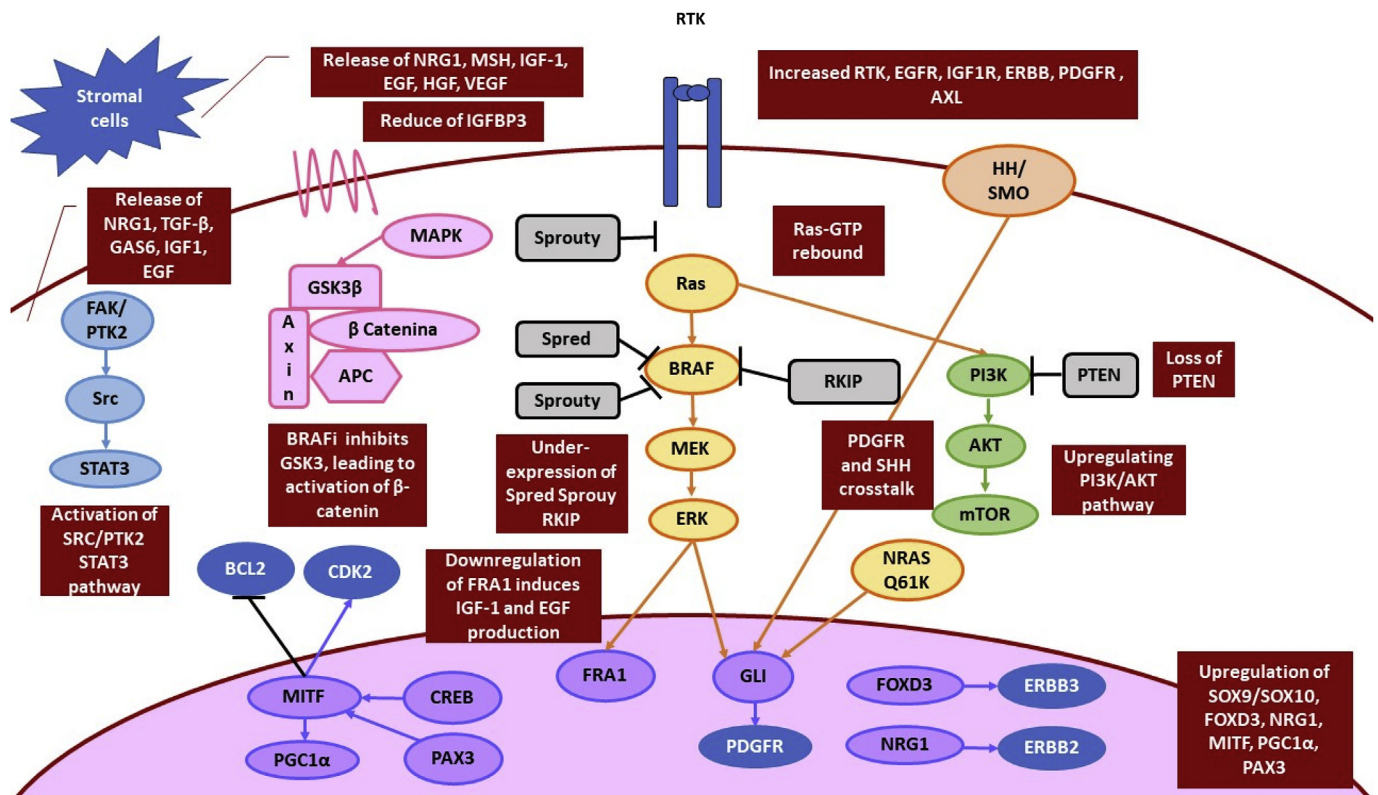 RTK
Stromal
cells
Release of NRG1, MSH, IGF-1,
EGF, HGF, VEGF
Reduce of IGFBP3
Increased RTK, EGFR, IGF1R, ERBB, PDGFR ,
AXL
HH/
SMO
Release of
NRG1, TGF-β,
GAS6, IGF1,
EGF
MAPK
Sprouty
Ras-GTP
rebound
GSK3β
Ras
FAK/
PTK2
A
x
i
n
β Catenina
APC
Spred
BRAF
Sprouty
RKIP
PI3K
PTEN
Loss of
PTEN
Src
STAT3
BRAFi inhibits
GSK3, leading to
activation of β-
catenin
Under-
expression of
Spred Sprouy
RKIP
MEK
ERK
PDGFR
and SHH
crosstalk
AKT
mTOR
Upregulating
PI3K/AKT
pathway
Activation of
SRC/PTK2
STAT3
pathway
BCL2
CDK2
Downregulation
of FRA1 induces
IGF-1 and EGF
production
NRAS
Q61K
MITF
CREB
PGC1α
PAX3
FRA1
GLI
PDGFR
FOXD3
ERBB3
NRG1
ERBB2
Upregulation of
SOX9/SOX10,
FOXD3, NRG1,
MITF, PGC1α,
PAX3